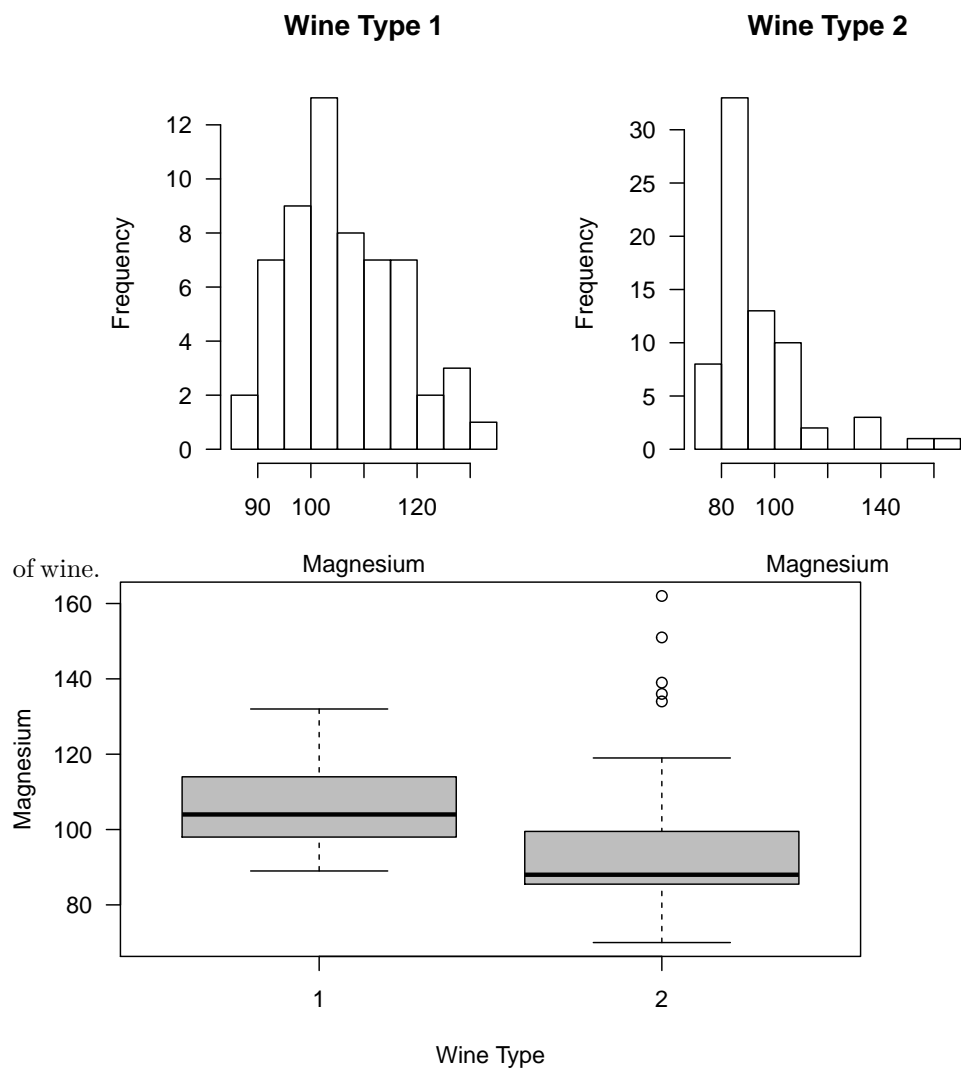 Wine Type 1
Wine Type 2
Frequency
0 2 4 6 8 10 12
90 100 120
Magnesium
Frequency
0 5 10 15 20 25 30
80 100 140
Magnesium
of wine.
Magnesium
80 100 120 140 160
1 2
Wine Type